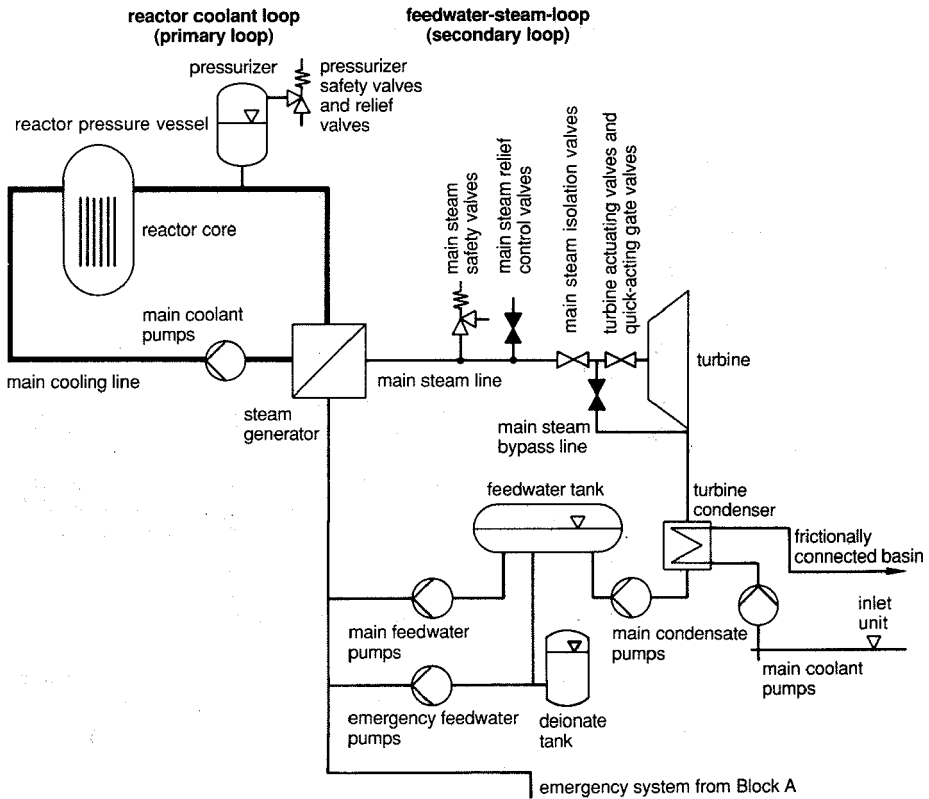 reactor coolant loop
(primary loop)
feedwater-steam-loop
(secondary loop)
pressurizer
pressurizer
safety valves
and relief
valves
reactor pressure vessel
reactor core
main steam
safety valves
main steam relief
control valves
main steam isolation valves
turbine actuating valves and
quick-acting gate valves
main coolant
pumps
main cooling line
main steam line
turbine
steam
generator
main steam
bypass line
feedwater tank
turbine
condenser
frictionally
connected basin
inlet
unit
main feedwater
pumps
main condensate
pumps
main coolant
pumps
emergency feedwater
pumps
deionate
tank
emergency system from Block A